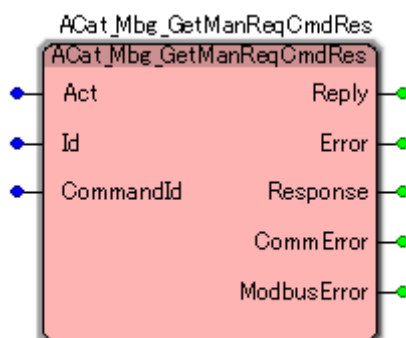 ACat_Mbg_GetManReqCmdRes
ACat_Mbg_GetManReqCmdRes
Act Reply
Id Error
CommandId Response
CommError
ModbusError